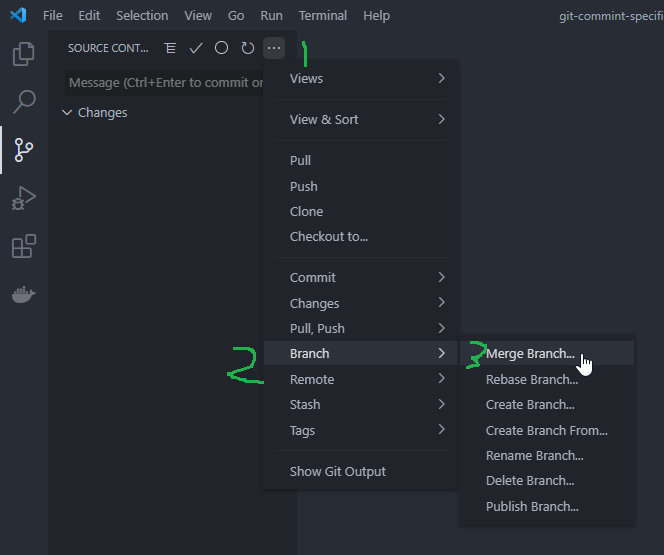 File Edit Selection View Go Run Terminal Help git-commint-specifi
SOURCE CONT... 1
Message (Ctrl+Enter to commit on
Changes
Views
View & Sort
Pull
Push
Clone
Checkout to...
Commit
Changes
Pull, Push
2 Branch 3 Merge Branch...
Remote Rebase Branch...
Stash Create Branch...
Tags Create Branch From...
Rename Branch...
Show Git Output Delete Branch...
Publish Branch...